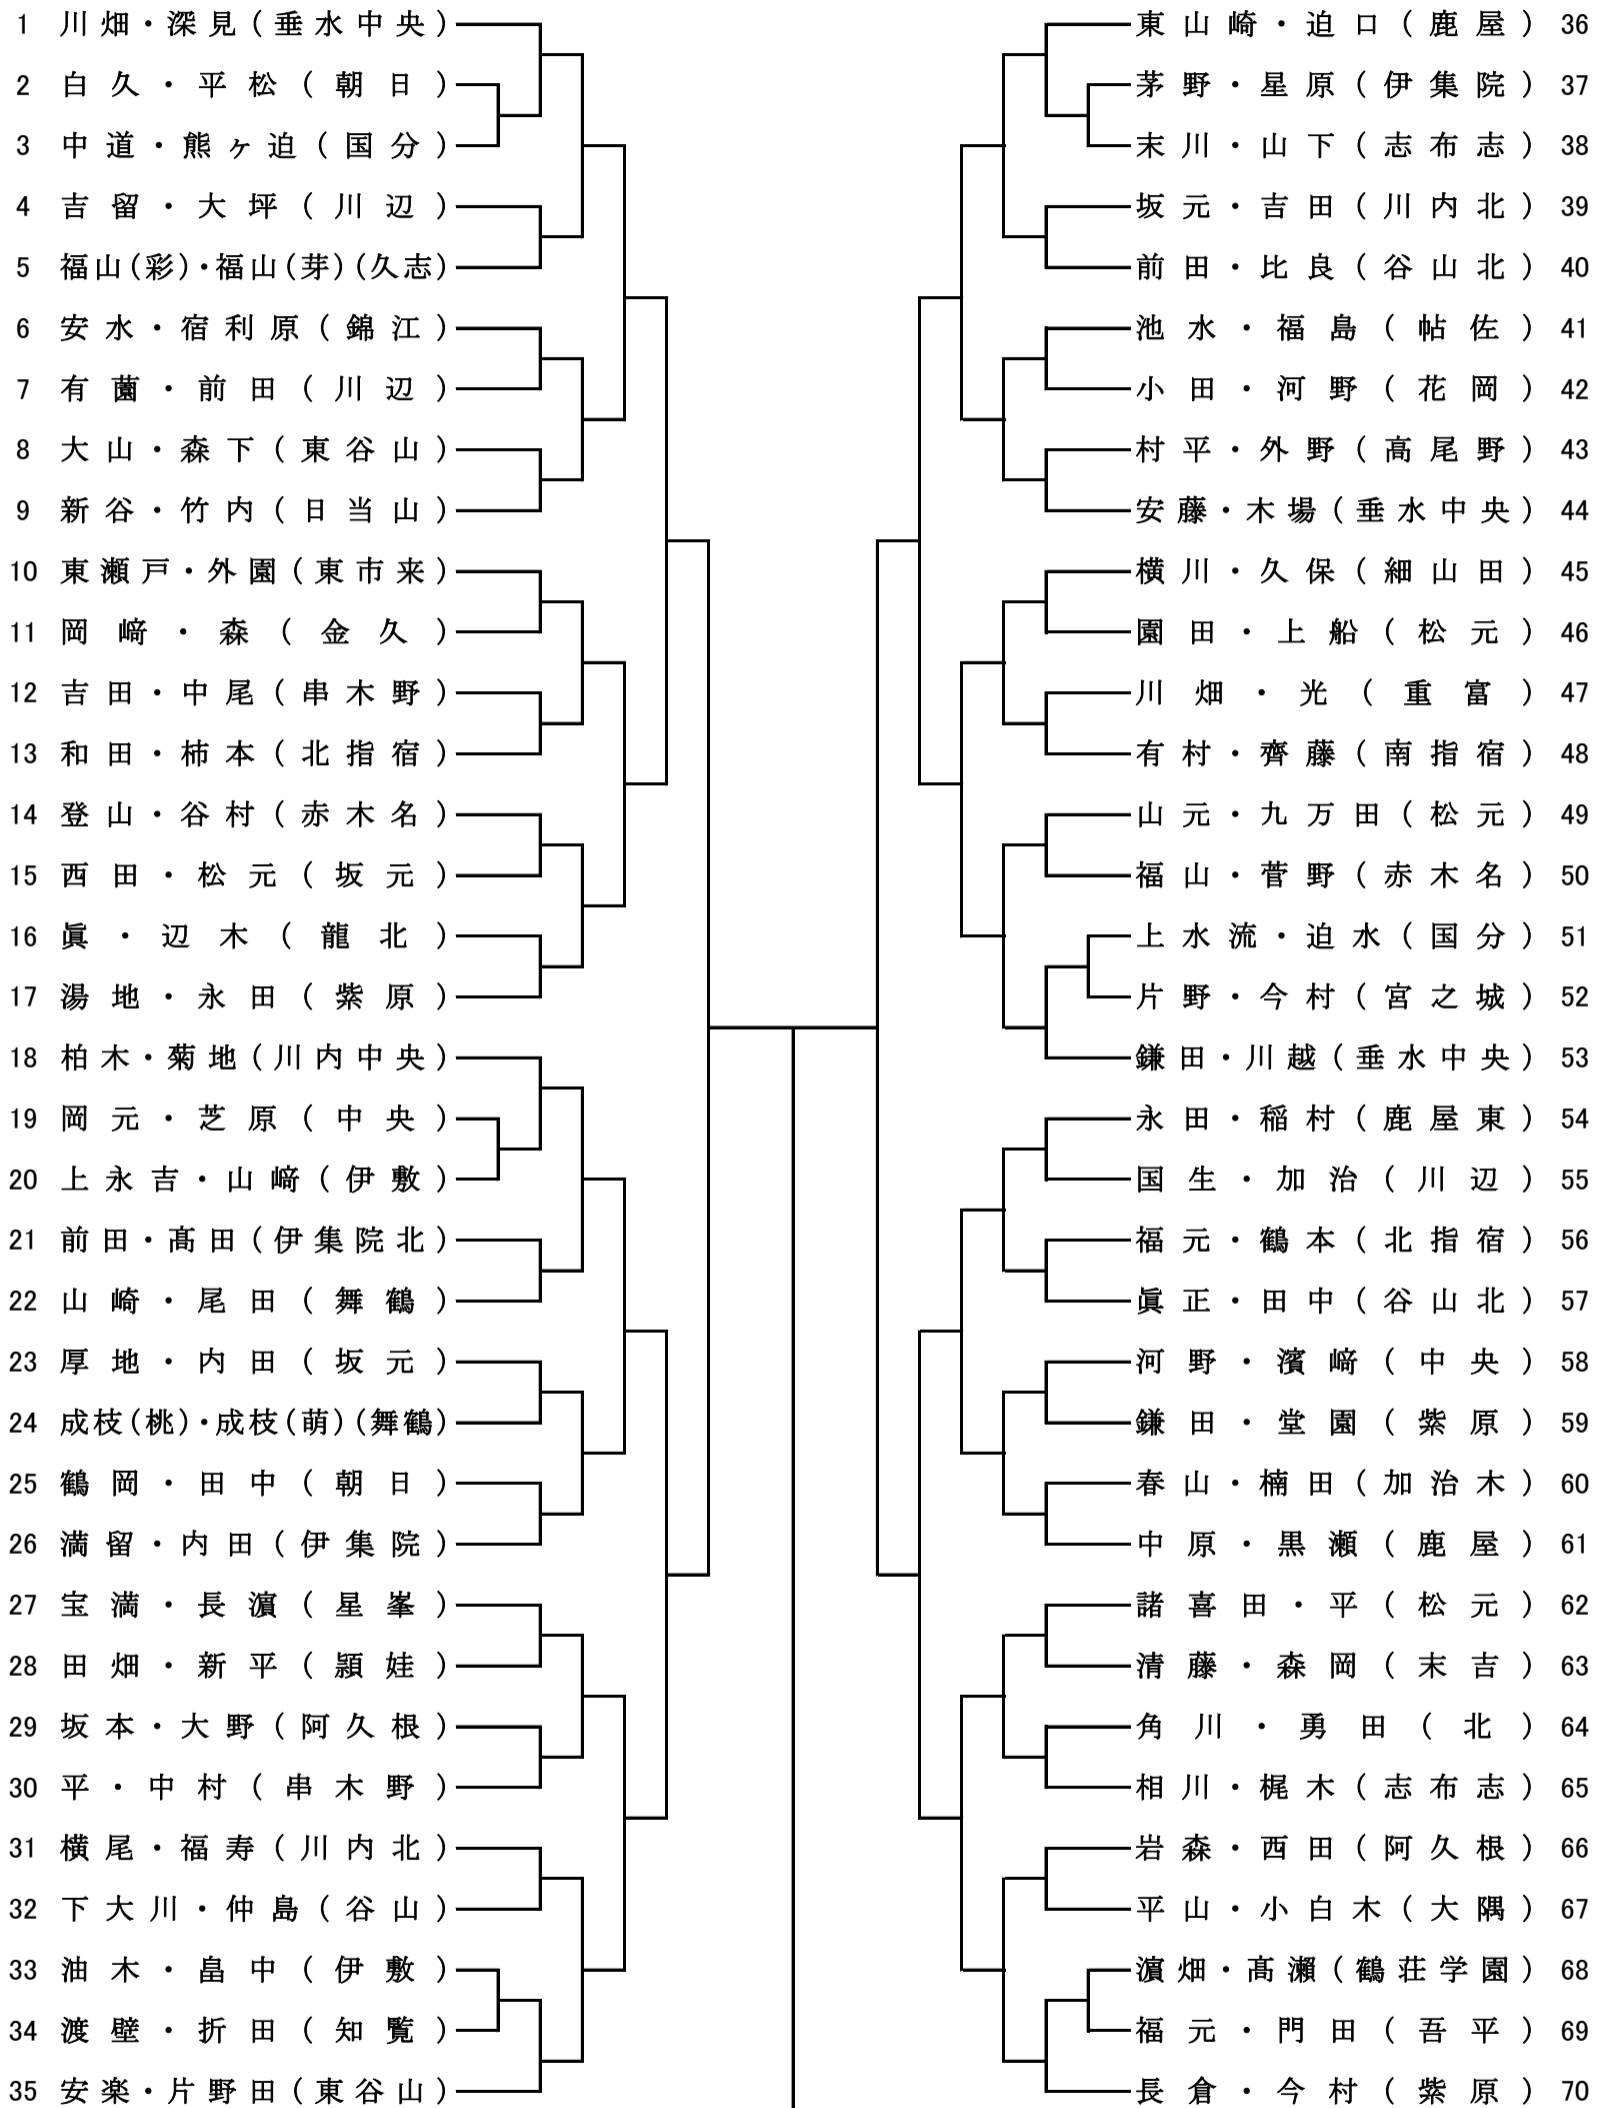 1 川畑・深見(垂水中央)
2 白久・平松(朝日)
3 中道・熊ヶ迫(国分)
4 吉留・大坪(川辺)
5 福山(彩)・福山(芽)(久志)
6 安水・宿利原(錦江)
7 有薗・前田(川辺)
8 大山・森下(東谷山)
9 新谷・竹内(日当山)
10 東瀬戸・外園(東市来)
11 岡﨑・森(金久)
12 吉田・中尾(串木野)
13 和田・柿本(北指宿)
14 登山・谷村(赤木名)
15 西田・松元(坂元)
16 眞・辺木(龍北)
17 湯地・永田(紫原)
18 柏木・菊地(川内中央)
19 岡元・芝原(中央)
20 上永吉・山﨑(伊敷)
21 前田・髙田(伊集院北)
22 山崎・尾田(舞鶴)
23 厚地・内田(坂元)
24 成枝(桃)・成枝(萌)(舞鶴)
25 鶴岡・田中(朝日)
26 満留・内田(伊集院)
27 宝満・長濵(星峯)
28 田畑・新平(頴娃)
29 坂本・大野(阿久根)
30 平・中村(串木野)
31 横尾・福寿(川内北)
32 下大川・仲島(谷山)
33 油木・畠中(伊敷)
34 渡壁・折田(知覧)
35 安楽・片野田(東谷山)
東山崎・迫口(鹿屋) 36
茅野・星原(伊集院) 37
末川・山下(志布志) 38
坂元・吉田(川内北) 39
前田・比良(谷山北) 40
池水・福島(帖佐) 41
小田・河野(花岡) 42
村平・外野(高尾野) 43
安藤・木場(垂水中央) 44
横川・久保(細山田) 45
園田・上船(松元) 46
川畑・光(重富) 47
有村・齊藤(南指宿) 48
山元・九万田(松元) 49
福山・菅野(赤木名) 50
上水流・迫水(国分) 51
片野・今村(宮之城) 52
鎌田・川越(垂水中央) 53
永田・稲村(鹿屋東) 54
国生・加治(川辺) 55
福元・鶴本(北指宿) 56
眞正・田中(谷山北) 57
河野・濱﨑(中央) 58
鎌田・堂園(紫原) 59
春山・楠田(加治木) 60
中原・黒瀬(鹿屋) 61
諸喜田・平(松元) 62
清藤・森岡(末吉) 63
角川・勇田(北) 64
相川・梶木(志布志) 65
岩森・西田(阿久根) 66
平山・小白木(大隅) 67
濵畑・髙瀨(鶴荘学園) 68
福元・門田(吾平) 69
長倉・今村(紫原) 70